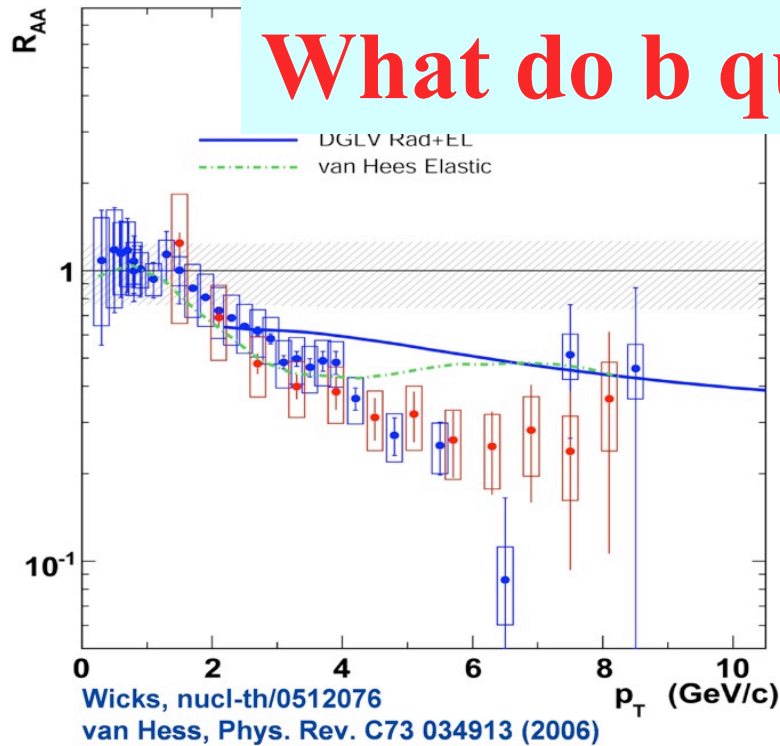 What do b qu
R_AA
DGLV Rad+EL
van Hees Elastic
1
10^-1
0 2 4 6 8 10
p_T (GeV/c)
Wicks, nucl-th/0512076
van Hess, Phys. Rev. C73 034913 (2006)